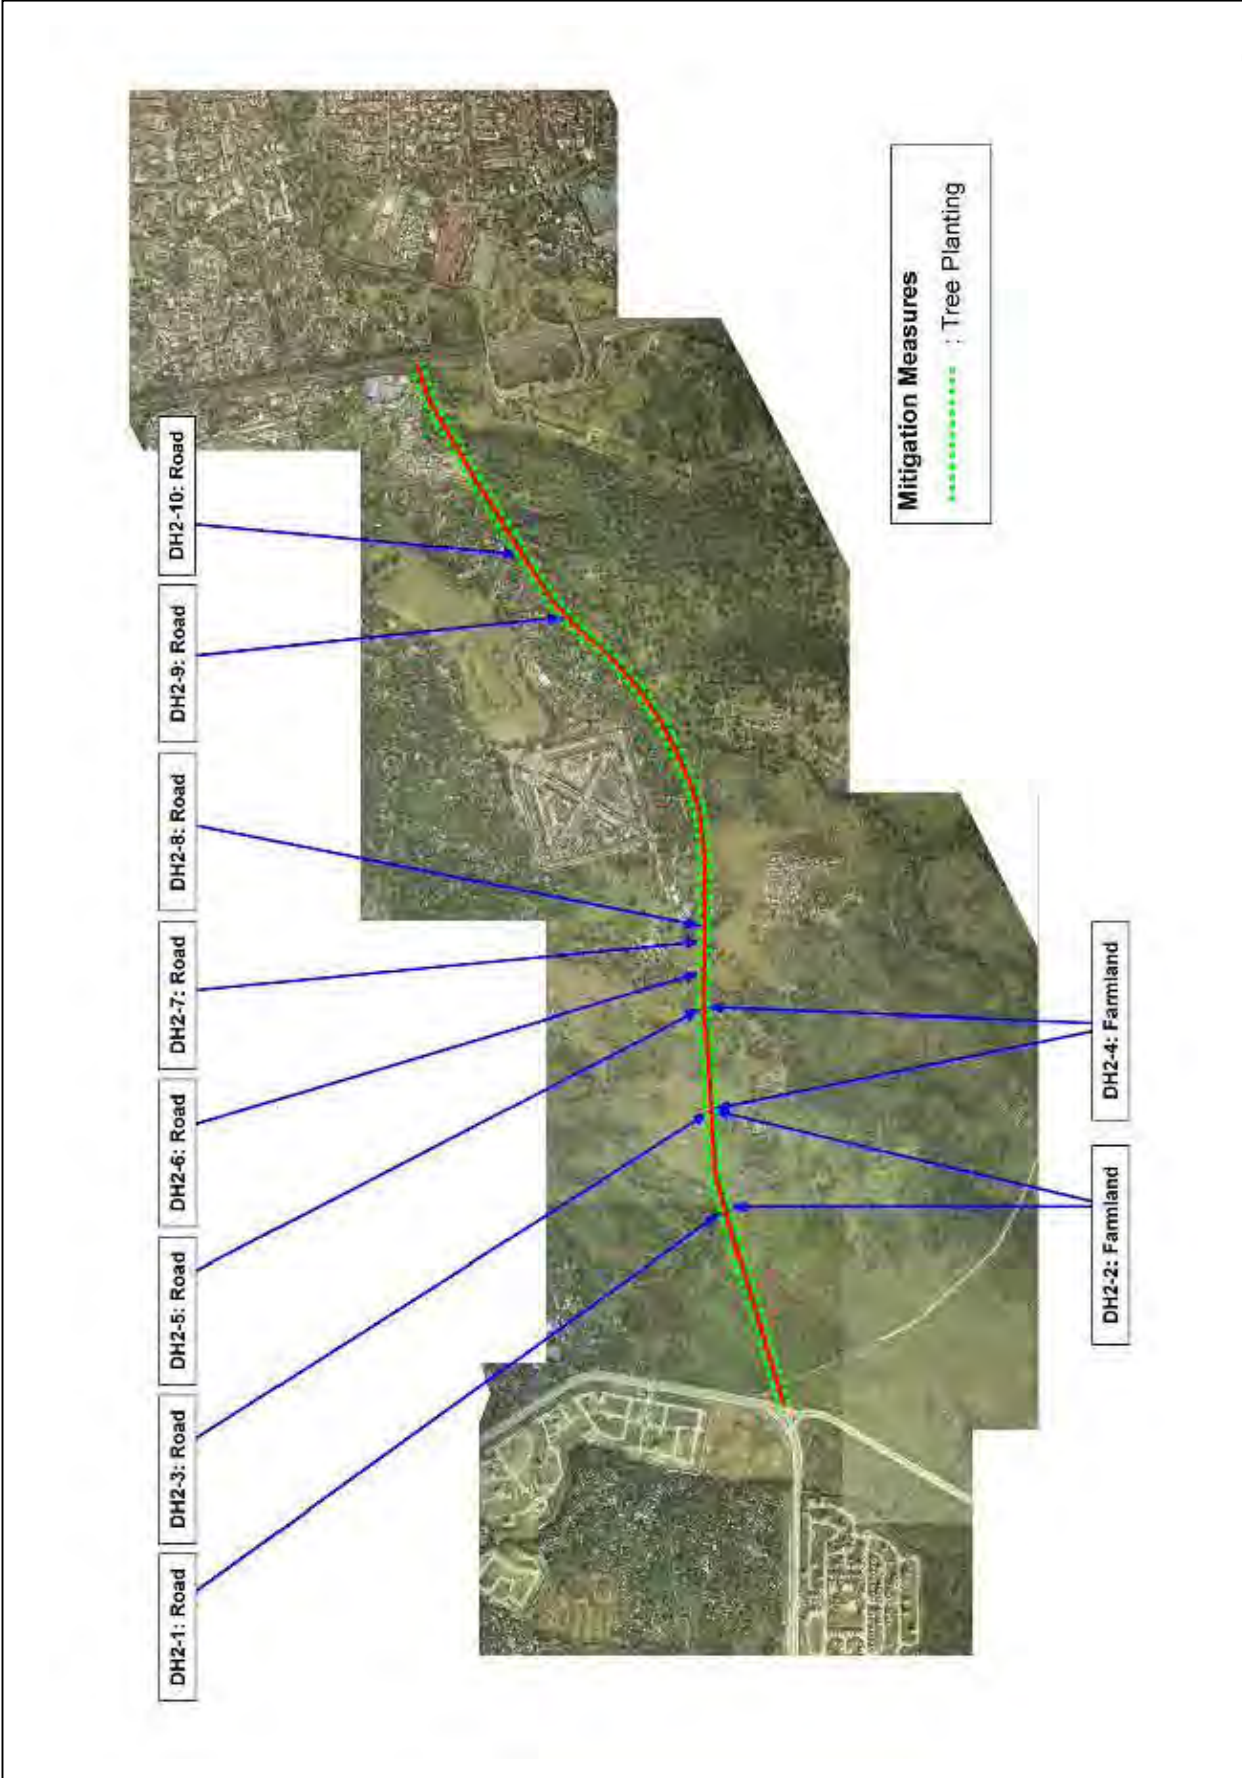 DH2-1: Road
DH2-3: Road
DH2-5: Road
DH2-6: Road
DH2-7: Road
DH2-8: Road
DH2-9: Road
DH2-10: Road
DH2-2: Farmland
DH2-4: Farmland
Mitigation Measures
: Tree Planting